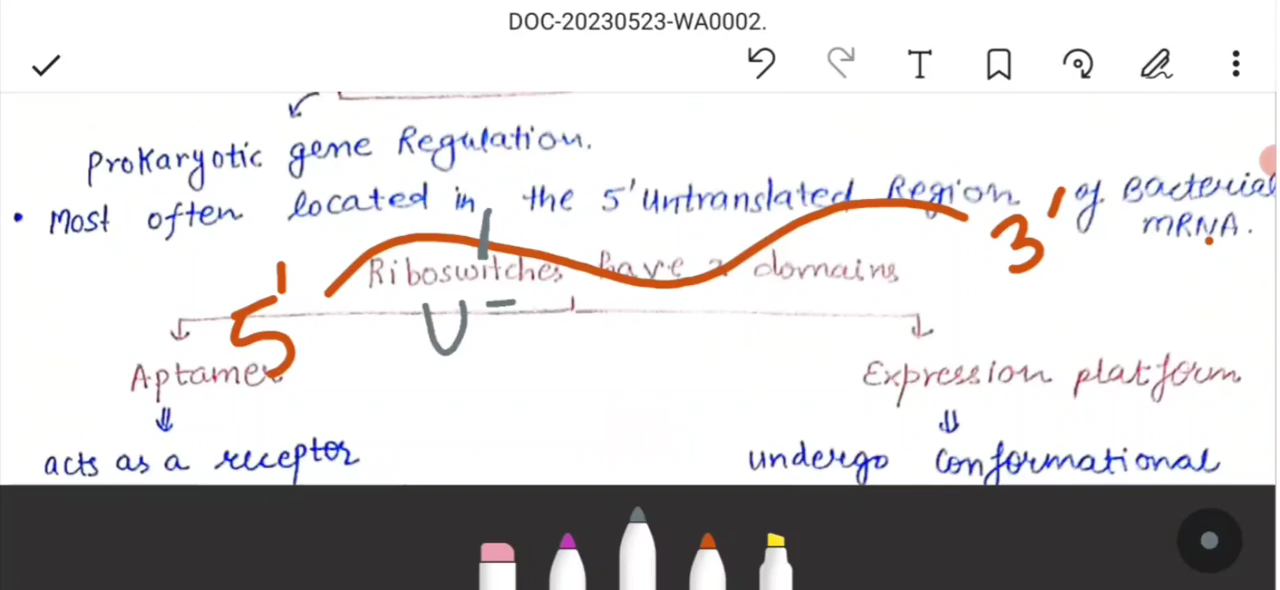 DOC-20230523-WA0002.
T
Prokaryotic gene Regulation.
• Most often located in the 5' Untranslated Region of Bacterial
mRNA.
5' 3'
Riboswitches have 2 domains
U
Aptamer Expression platform
acts as a receptor undergo conformational